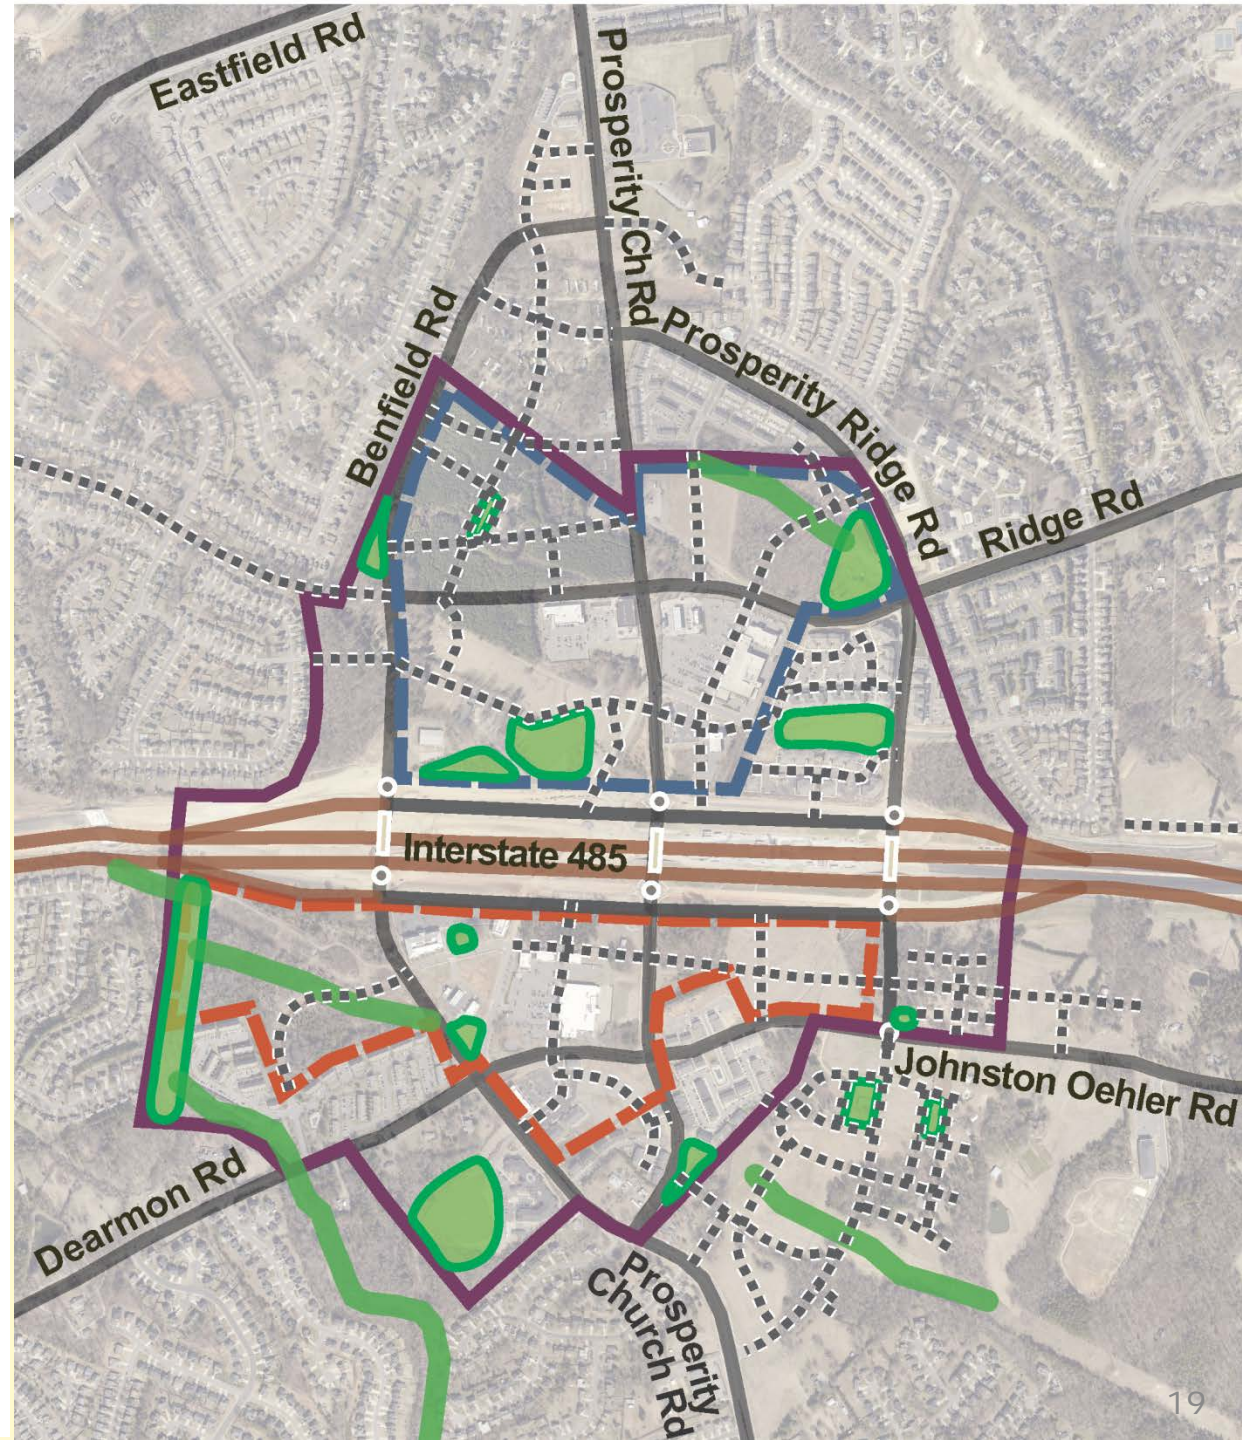 Eastfield Rd
Prosperity Ch Rd
Benfield Rd
Prosperity Ridge Rd
Ridge Rd
Interstate 485
Johnston Oehler Rd
Dearmon Rd
Prosperity
Church Rd
19